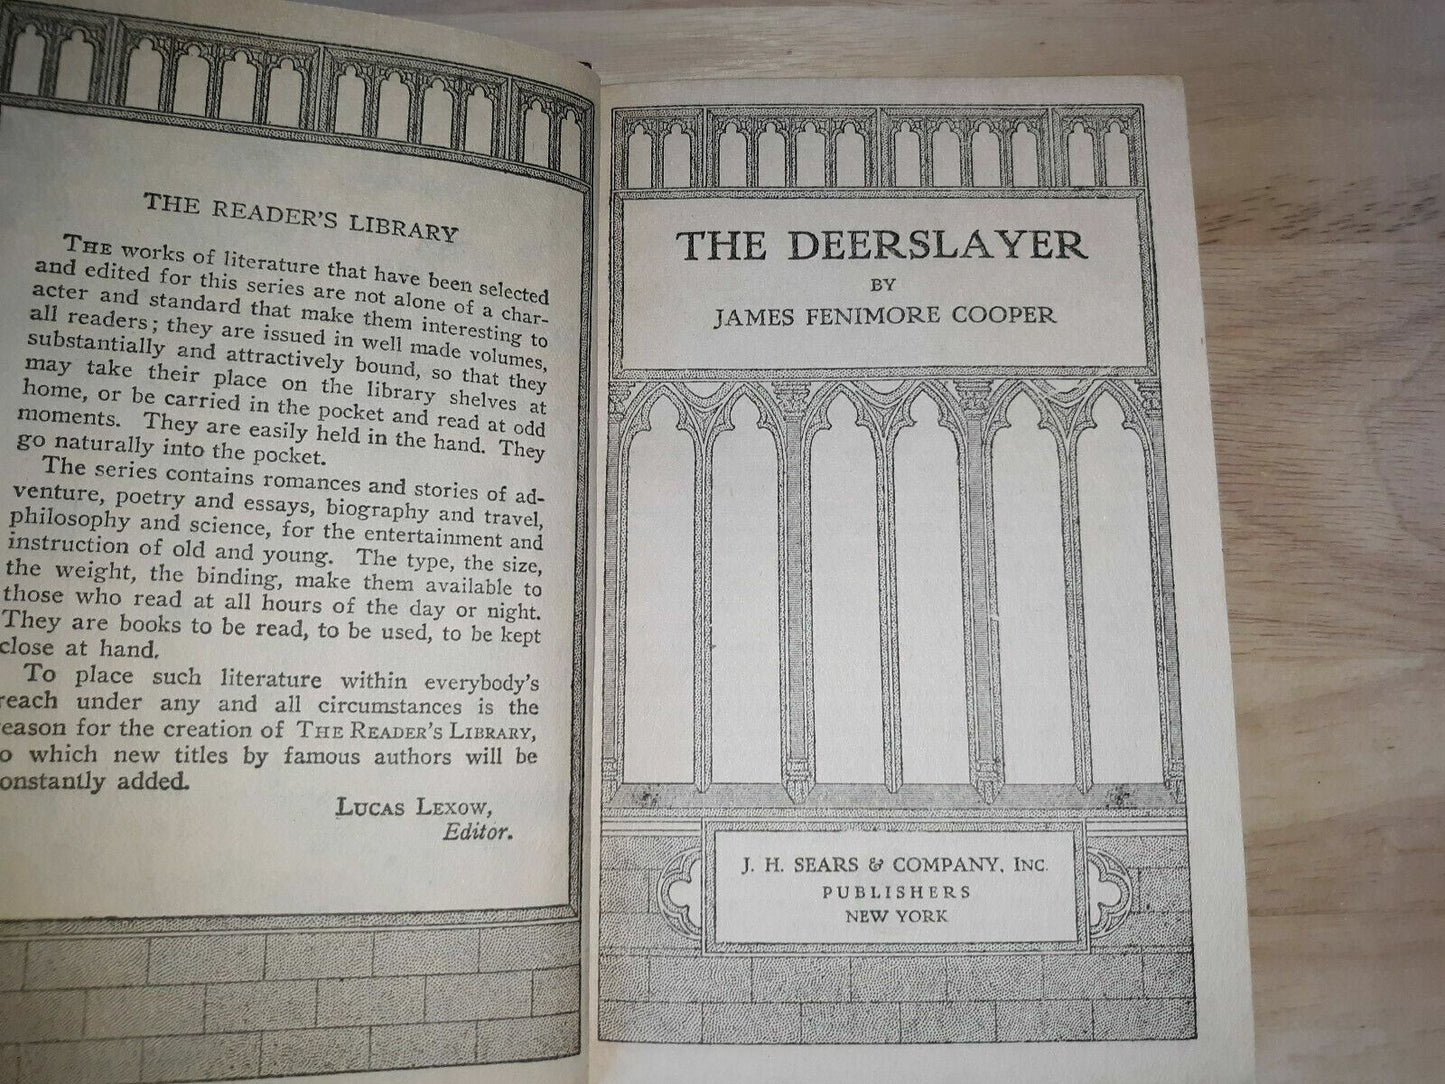 THE READER'S LIBRARY
THE works of literature that have been selected
and edited for this series are not alone of a char-
acter and standard that make them interesting to
all readers; they are issued in well made volumes,
substantially and attractively bound, so that they
may take their place on the library shelves at
home, or be carried in the pocket and read at odd
moments. They are easily held in the hand. They
go naturally into the pocket.
The series contains romances and stories of ad-
venture, poetry and essays, biography and travel,
philosophy and science, for the entertainment and
instruction of old and young. The type, the size,
the weight, the binding, make them available to
those who read at all hours of the day or night.
They are books to be read, to be used, to be kept
close at hand.
To place such literature within everybody's
reach under any and all circumstances is the
eason for the creation of THE READER'S LIBRARY,
o which new titles by famous authors will be
onstantly added.
LUCAS LEXOW,
Editor.
THE DEERSLAYER
BY
JAMES FENIMORE COOPER
J. H. SEARS & COMPANY, INC.
PUBLISHERS
NEW YORK